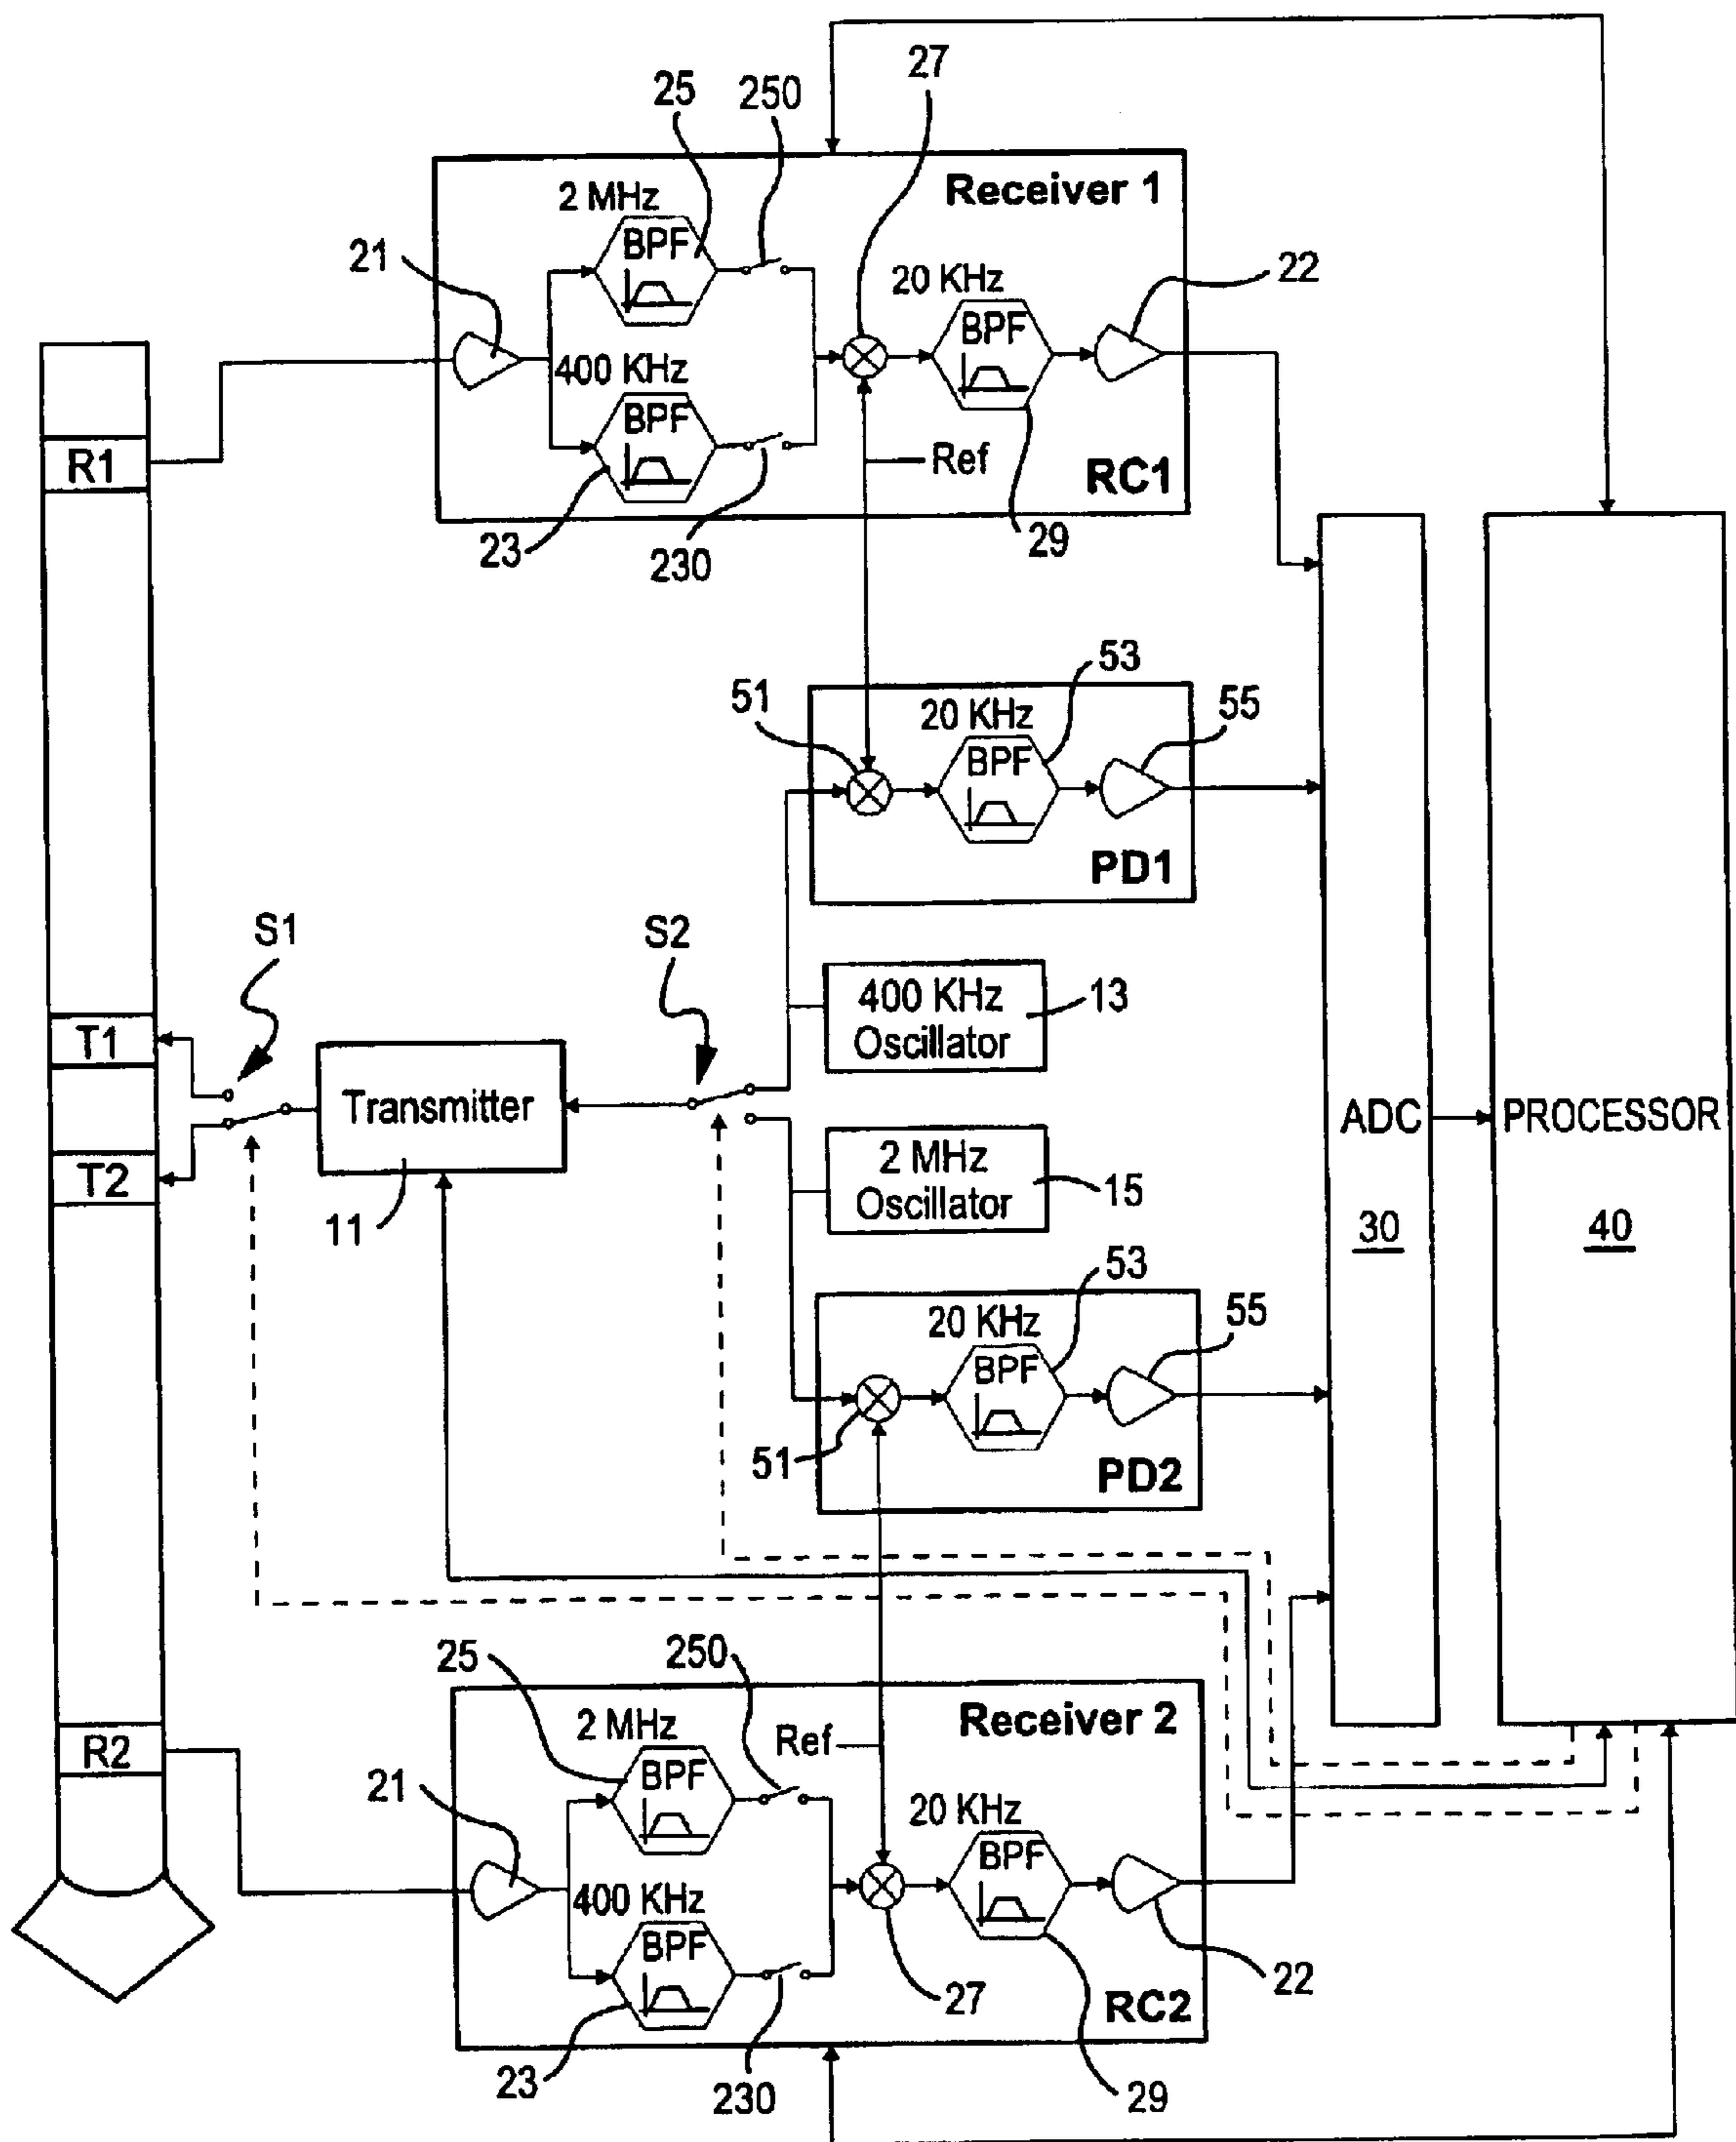 27
25
250
Receiver 1
2 MHz
BPF
21
20 KHz
22
BPF
400 KHz
BPF
R1
Ref
RC1
23
230
29
53
51
20 KHz
55
BPF
PD1
S1
S2
400 KHz
Oscillator
13
T1
Transmitter
ADC
PROCESSOR
T2
2 MHz
Oscillator
15
11
30
40
53
20 KHz
55
BPF
51
PD2
25
250
Receiver 2
2 MHz
Ref
R2
BPF
21
20 KHz
BPF
400 KHz
BPF
27
22
RC2
23
230
29